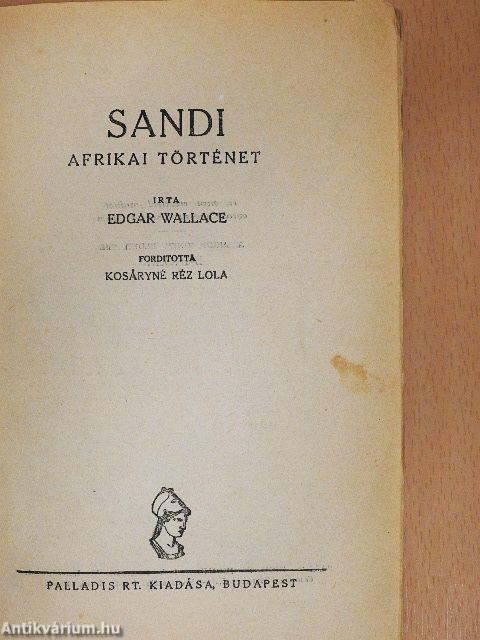 SANDI
AFRIKAI TÖRTÉNET
IRTA
EDGAR WALLACE
FORDITOTTA
KOSÁRYNÉ RÉZ LOLA
PALLADIS RT. KIADÁSA, BUDAPEST
Antikvárium.hu